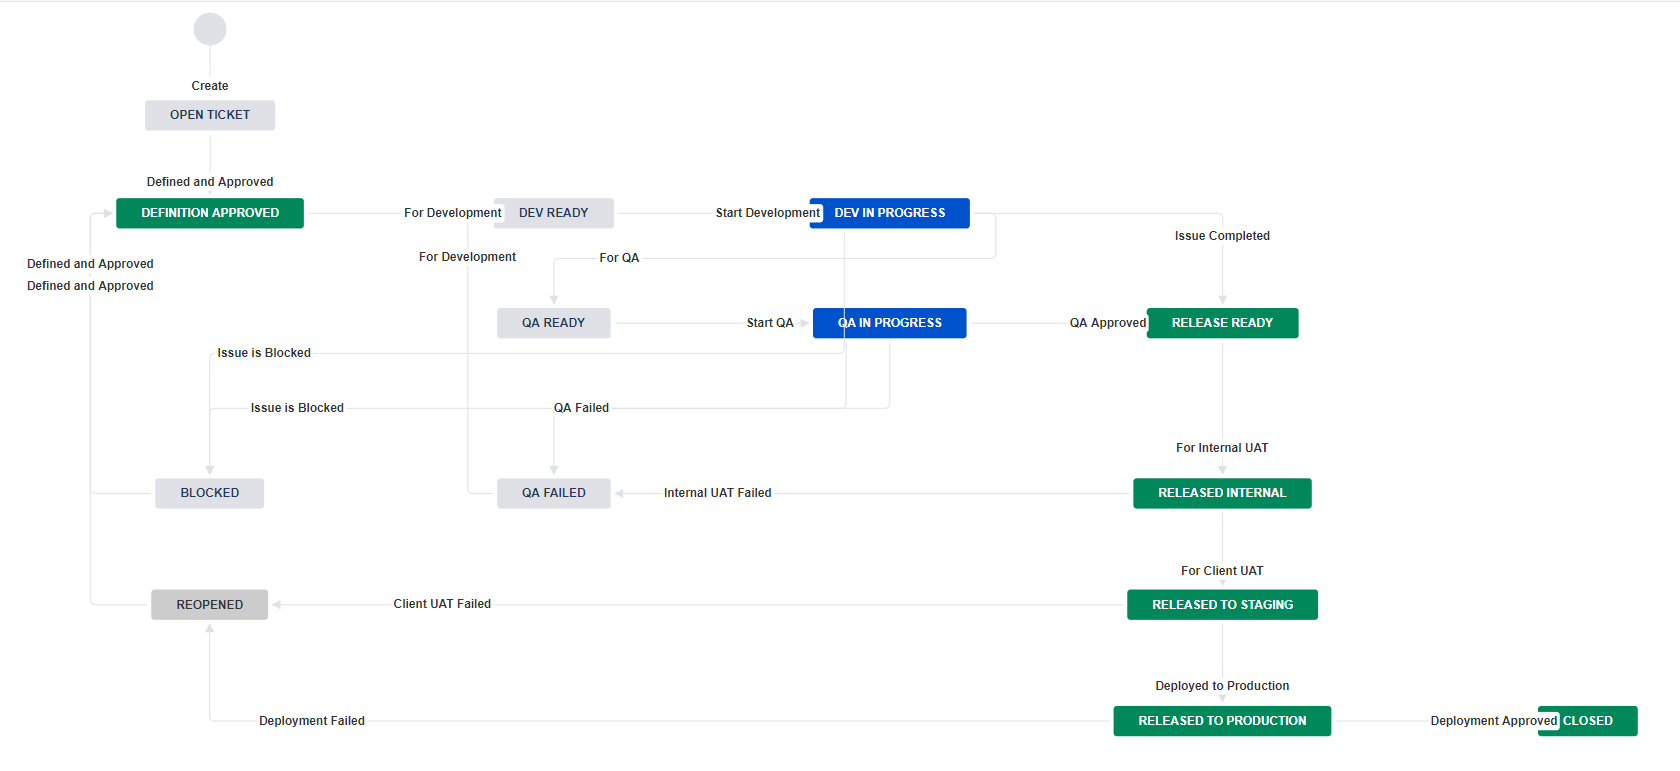 Create
OPEN TICKET
Defined and Approved
DEFINITION APPROVED
For Development
DEV READY
Start Development
DEV IN PROGRESS
Issue Completed
For Development
For QA
Defined and Approved
Defined and Approved
QA READY
Start QA
QA IN PROGRESS
QA Approved
RELEASE READY
Issue is Blocked
Issue is Blocked
QA Failed
For Internal UAT
BLOCKED
QA FAILED
Internal UAT Failed
RELEASED INTERNAL
For Client UAT
REOPENED
Client UAT Failed
RELEASED TO STAGING
Deployed to Production
Deployment Failed
RELEASED TO PRODUCTION
Deployment Approved
CLOSED